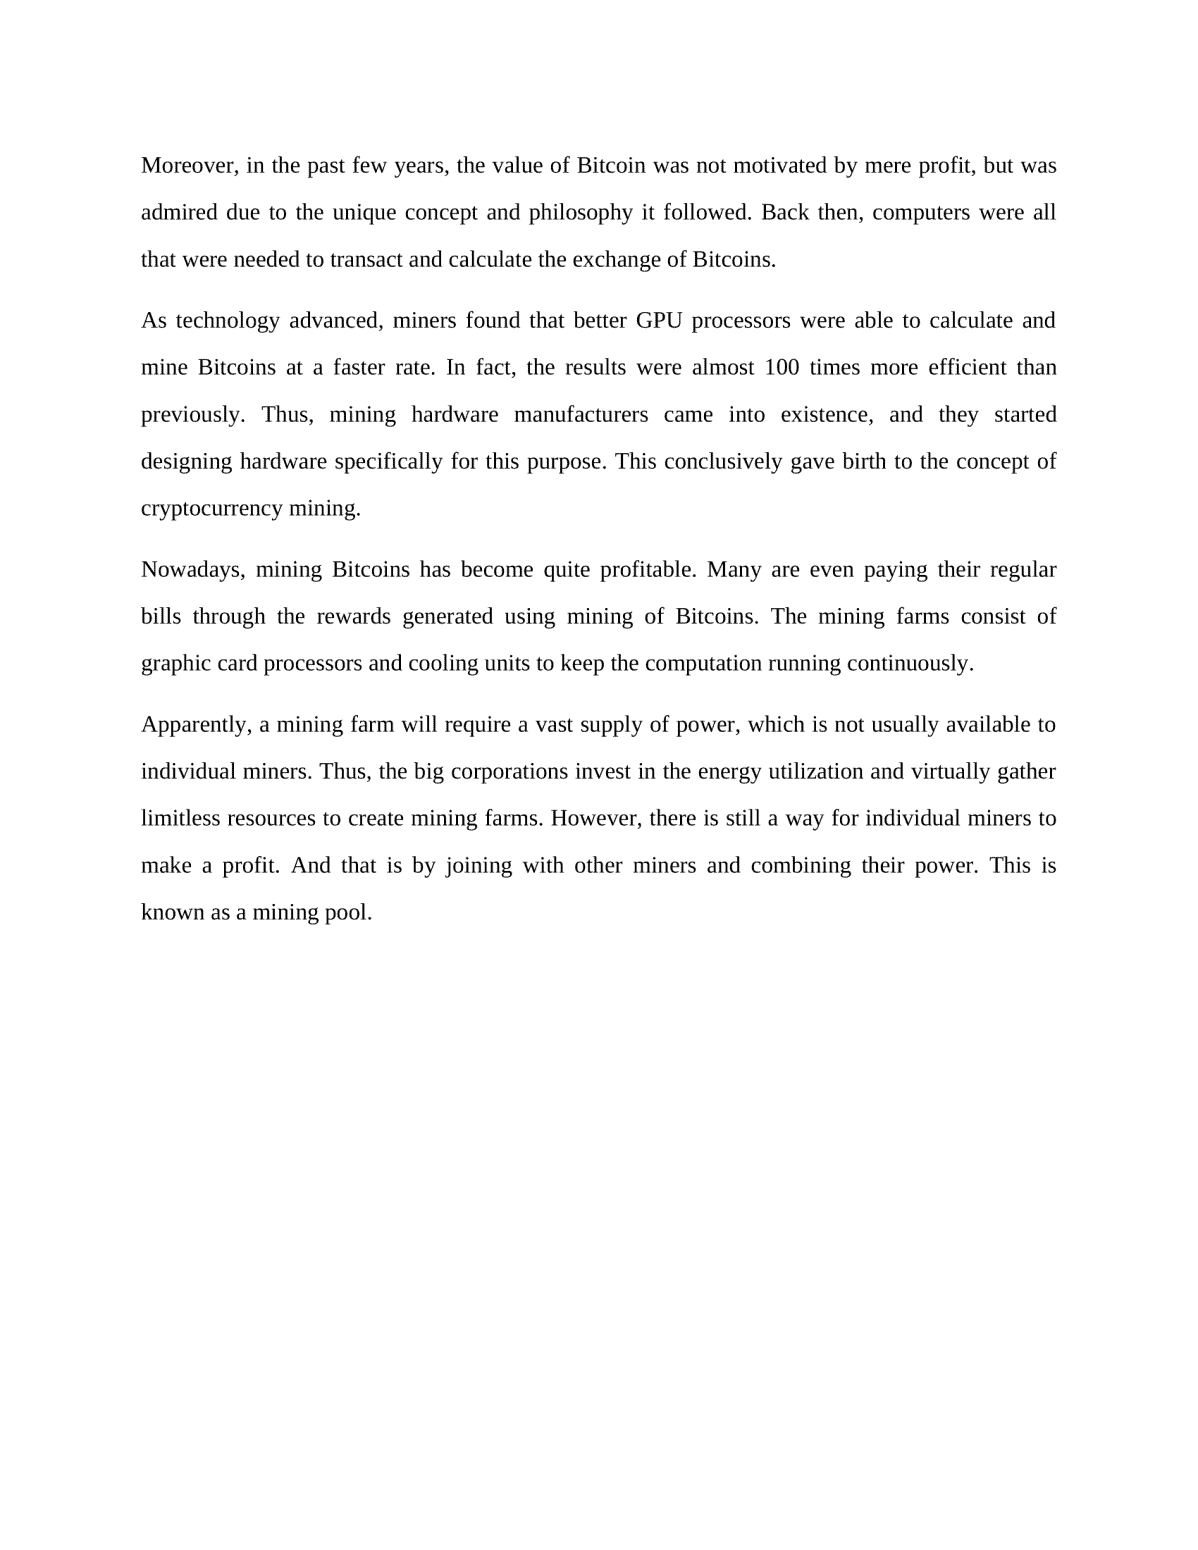 Moreover, in the past few years, the value of Bitcoin was not motivated by mere profit, but was
admired due to the unique concept and philosophy it followed. Back then, computers were all
that were needed to transact and calculate the exchange of Bitcoins.
As technology advanced, miners found that better GPU processors were able to calculate and
mine Bitcoins at a faster rate. In fact, the results were almost 100 times more efficient than
previously. Thus, mining hardware manufacturers came into existence, and they started
designing hardware specifically for this purpose. This conclusively gave birth to the concept of
cryptocurrency mining.
Nowadays, mining Bitcoins has become quite profitable. Many are even paying their regular
bills through the rewards generated using mining of Bitcoins. The mining farms consist of
graphic card processors and cooling units to keep the computation running continuously.
Apparently, a mining farm will require a vast supply of power, which is not usually available to
individual miners. Thus, the big corporations invest in the energy utilization and virtually gather
limitless resources to create mining farms. However, there is still a way for individual miners to
make a profit. And that is by joining with other miners and combining their power. This is
known as a mining pool.